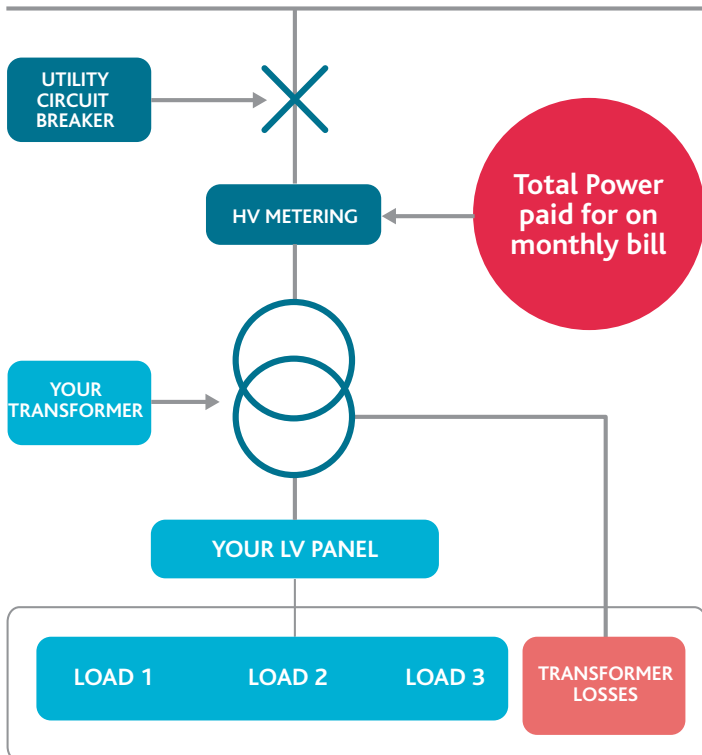 UTILITY
CIRCUIT
BREAKER
HV METERING
Total Power
paid for on
monthly bill
YOUR
TRANSFORMER
YOUR LV PANEL
LOAD 1
LOAD 2
LOAD 3
TRANSFORMER
LOSSES